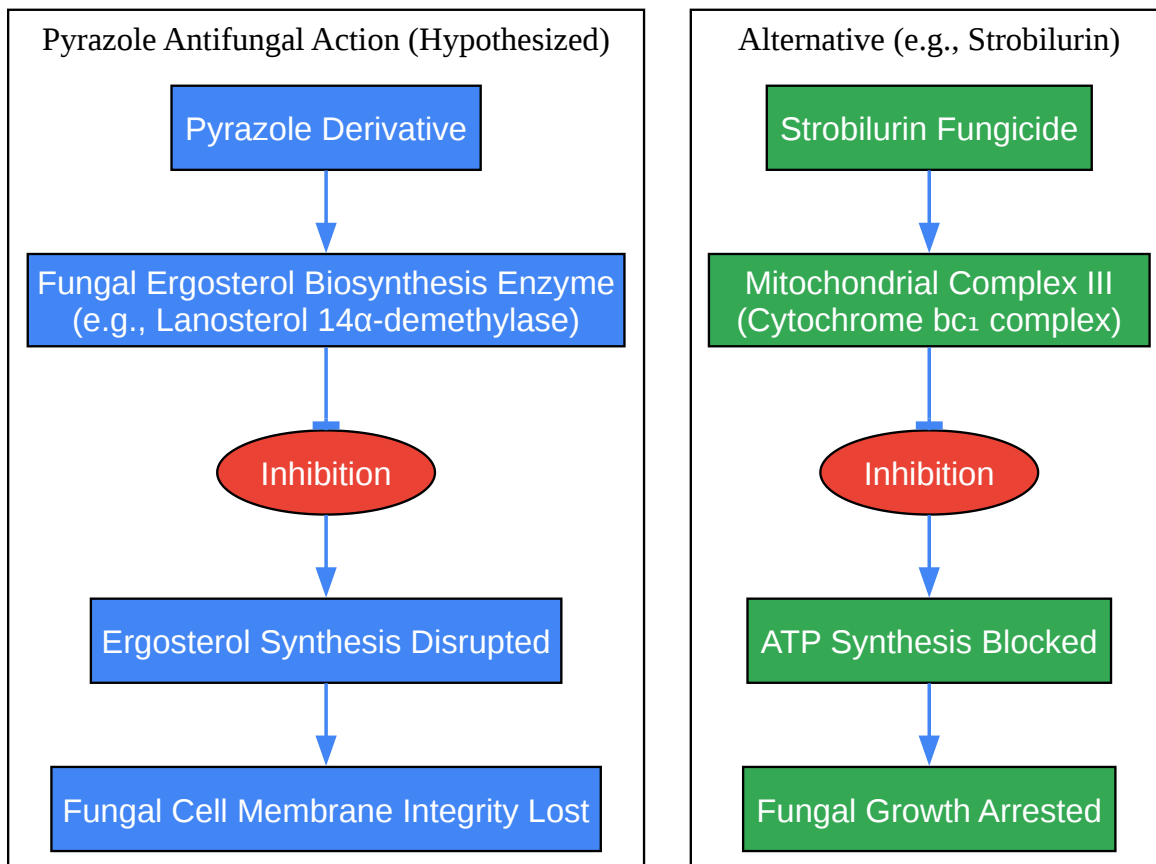 Pyrazole Antifungal Action (Hypothesized)
Pyrazole Derivative
Fungal Ergosterol Biosynthesis Enzyme
(e.g., Lanosterol 14α-demethylase)
Inhibition
Ergosterol Synthesis Disrupted
Fungal Cell Membrane Integrity Lost
Alternative (e.g., Strobilurin)
Strobilurin Fungicide
Mitochondrial Complex III
(Cytochrome bc₁ complex)
Inhibition
ATP Synthesis Blocked
Fungal Growth Arrested